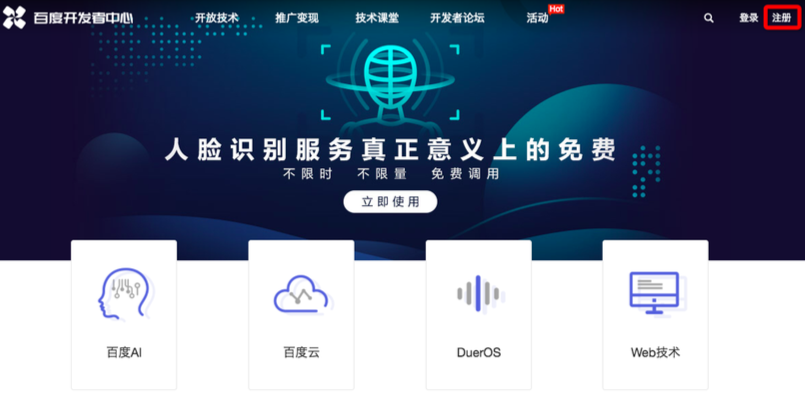 百度开发者中心 开放技术 推广变现 技术课堂 开发者论坛 活动 Hot 登录 注册
人脸识别服务真正意义上的免费
不限时 不限量 免费调用
立即使用
百度AI 百度云 DuerOS Web技术